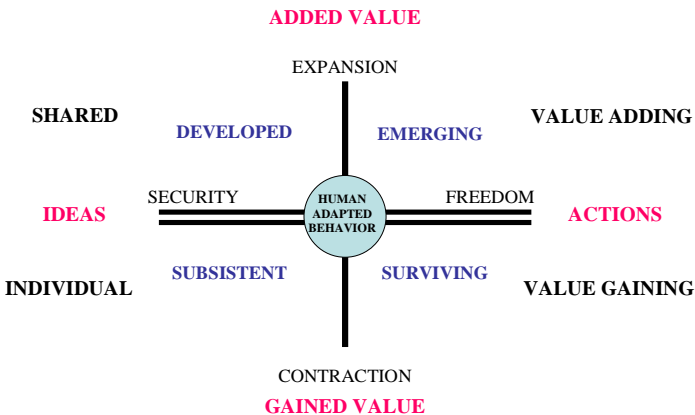 ADDED VALUE
EXPANSION
SHARED
VALUE ADDING
DEVELOPED
EMERGING
SECURITY
FREEDOM
IDEAS
HUMAN
ADAPTED
BEHAVIOR
ACTIONS
SUBSISTENT
SURVIVING
INDIVIDUAL
VALUE GAINING
CONTRACTION
GAINED VALUE